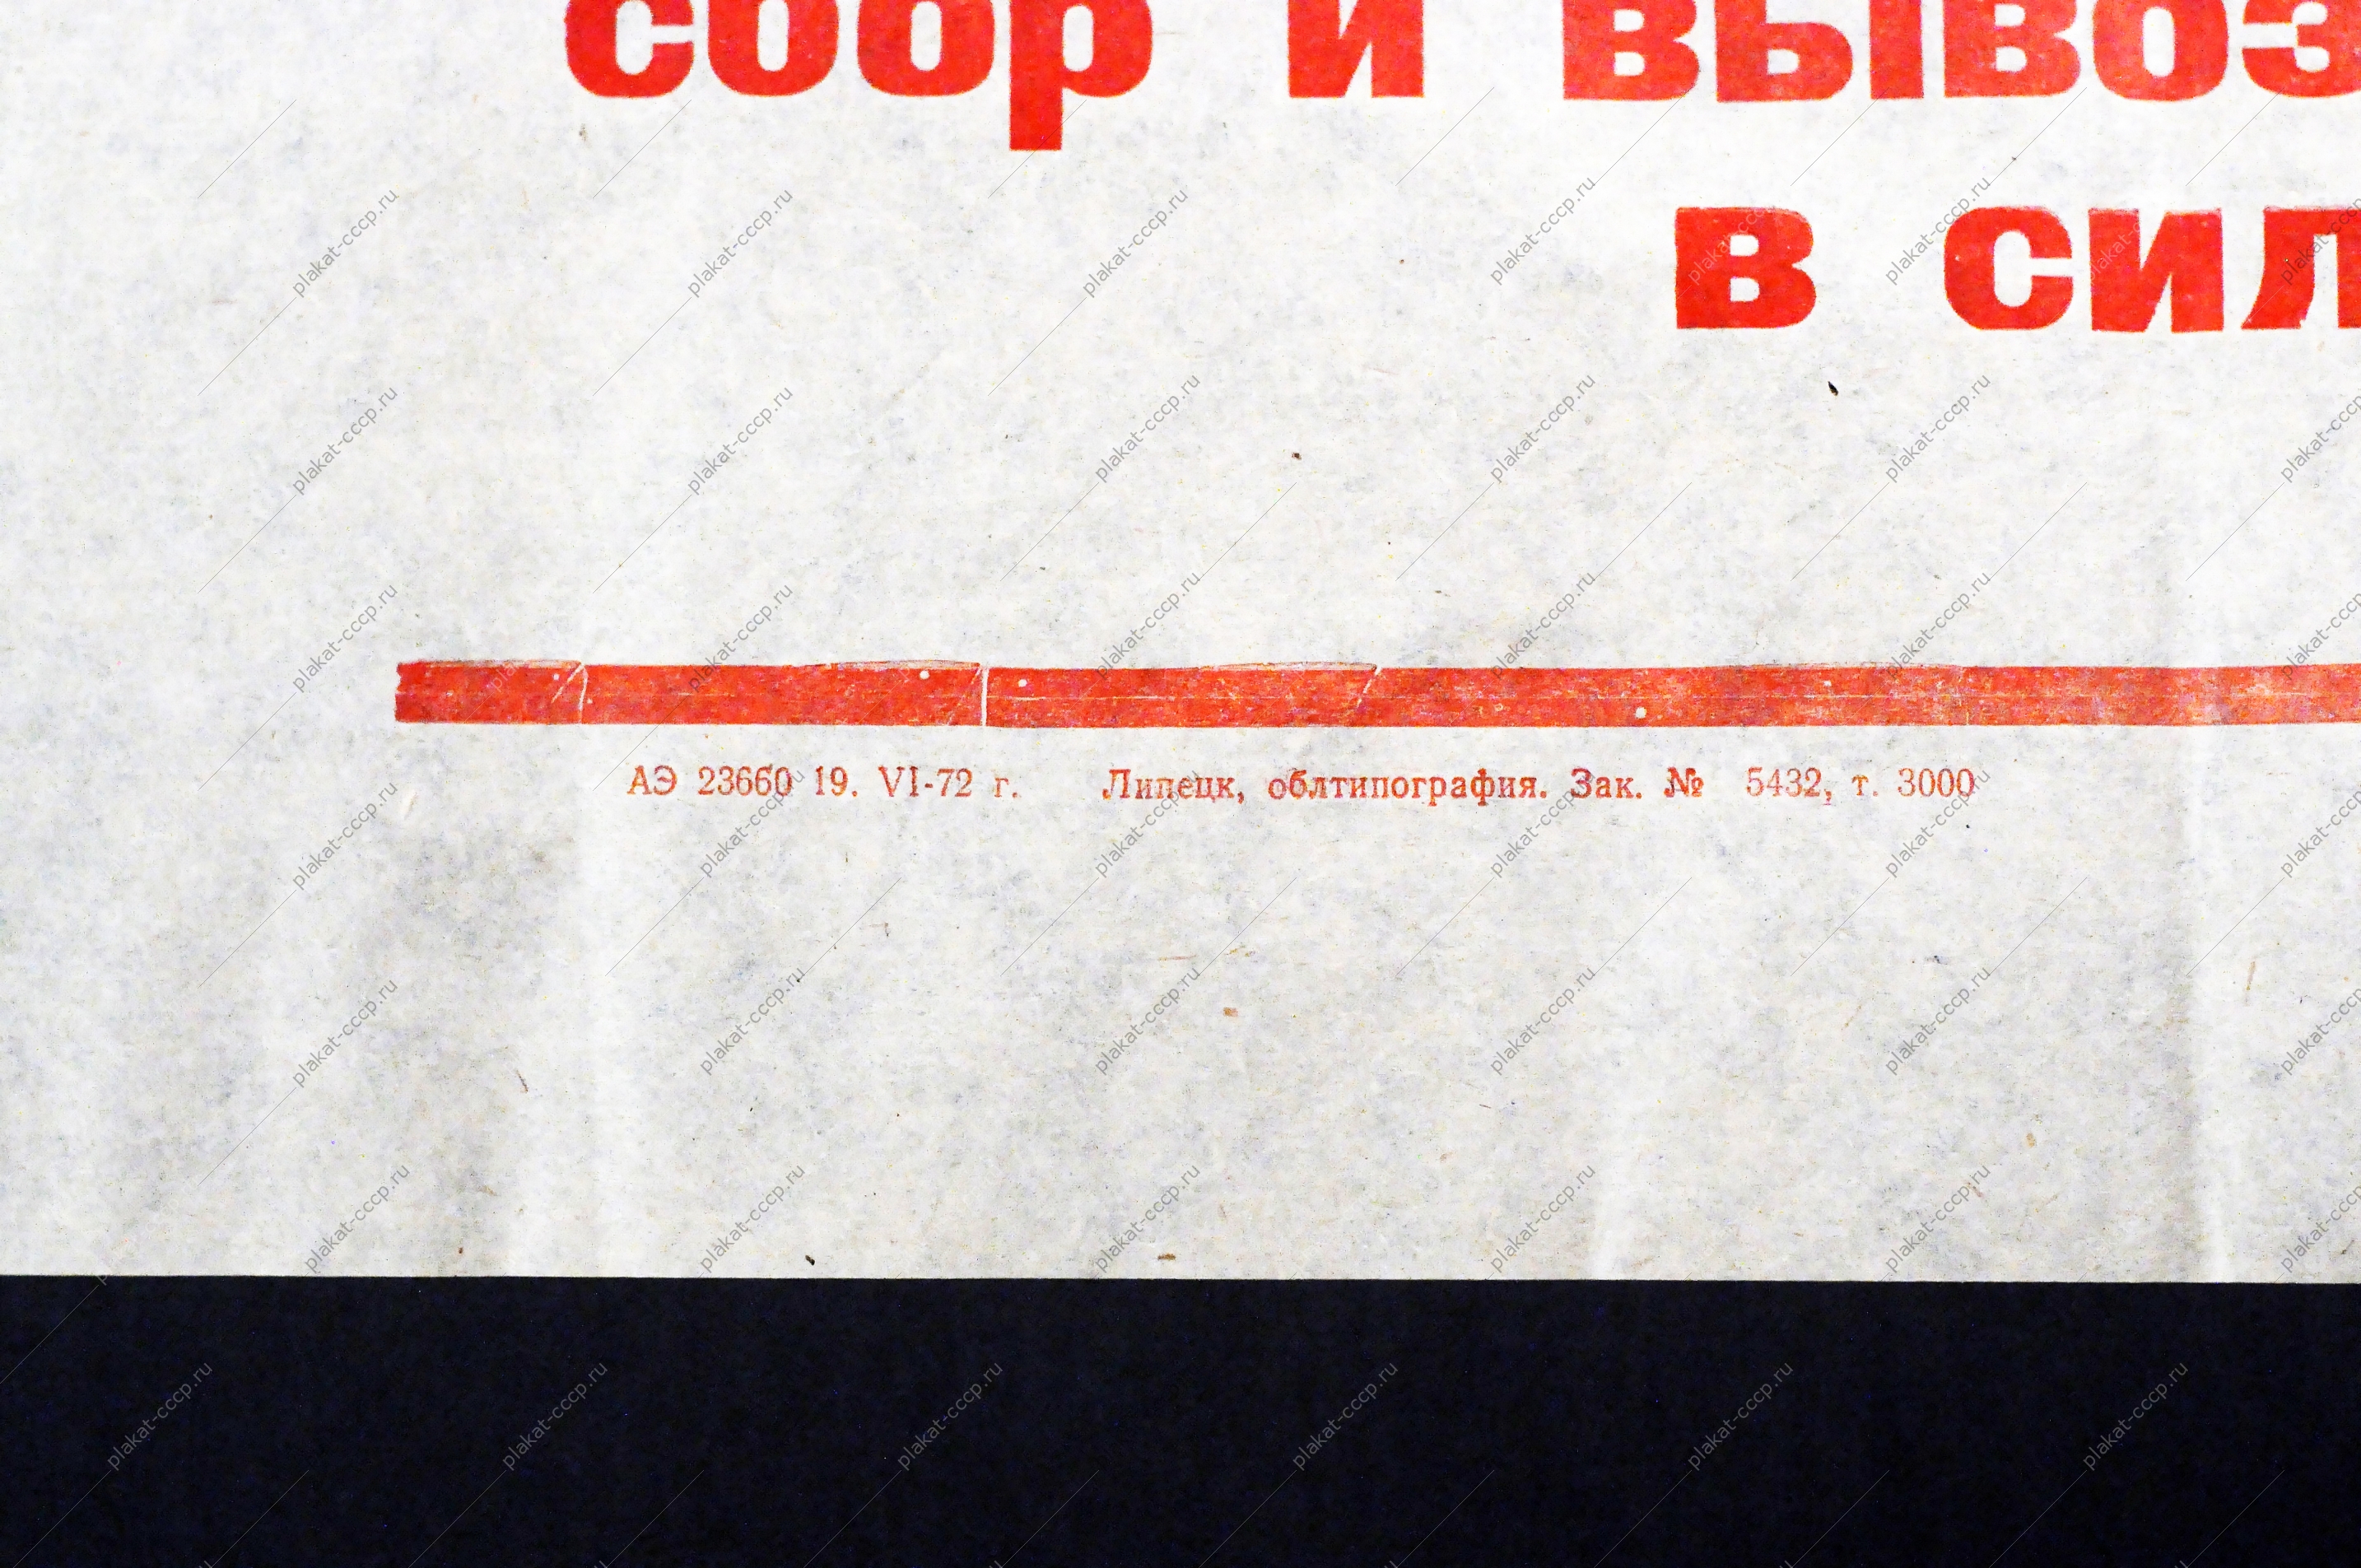 сбор и вывоз
в сил
АЭ 23660 19. VI-72 г. Липецк, облтипография. Зак. № 5432, т. 3000
plakat-cccp.ru